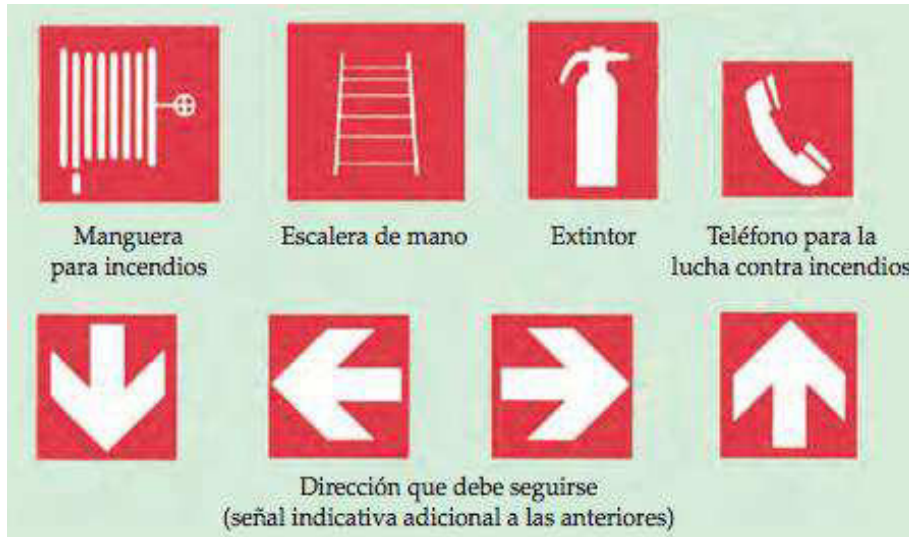 Manguera
para incendios
Escalera de mano
Extintor
Teléfono para la
lucha contra incendios
Dirección que debe seguirse
(señal indicativa adicional a las anteriores)